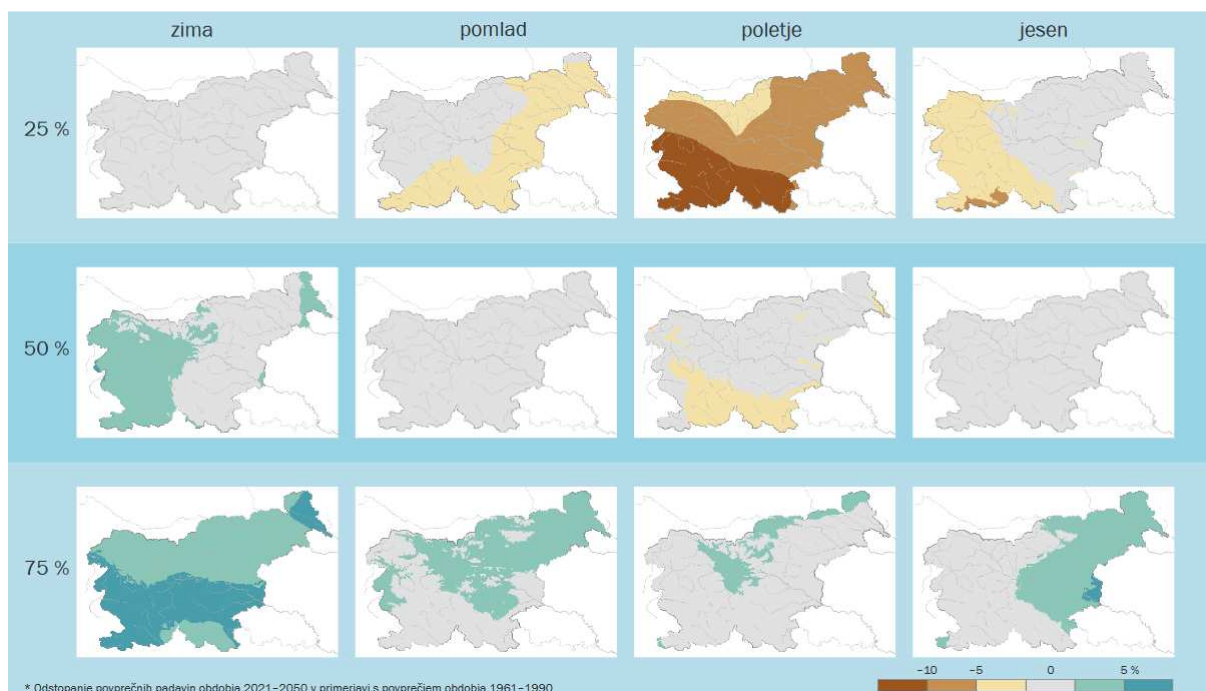 zima pomlad poletje jesen
25 %
50 %
75 %
−10 −5 0 5 %
* Odstopanje povprečnih padavin obdobja 2021–2050 v primerjavi s povprečjem obdobja 1961–1990